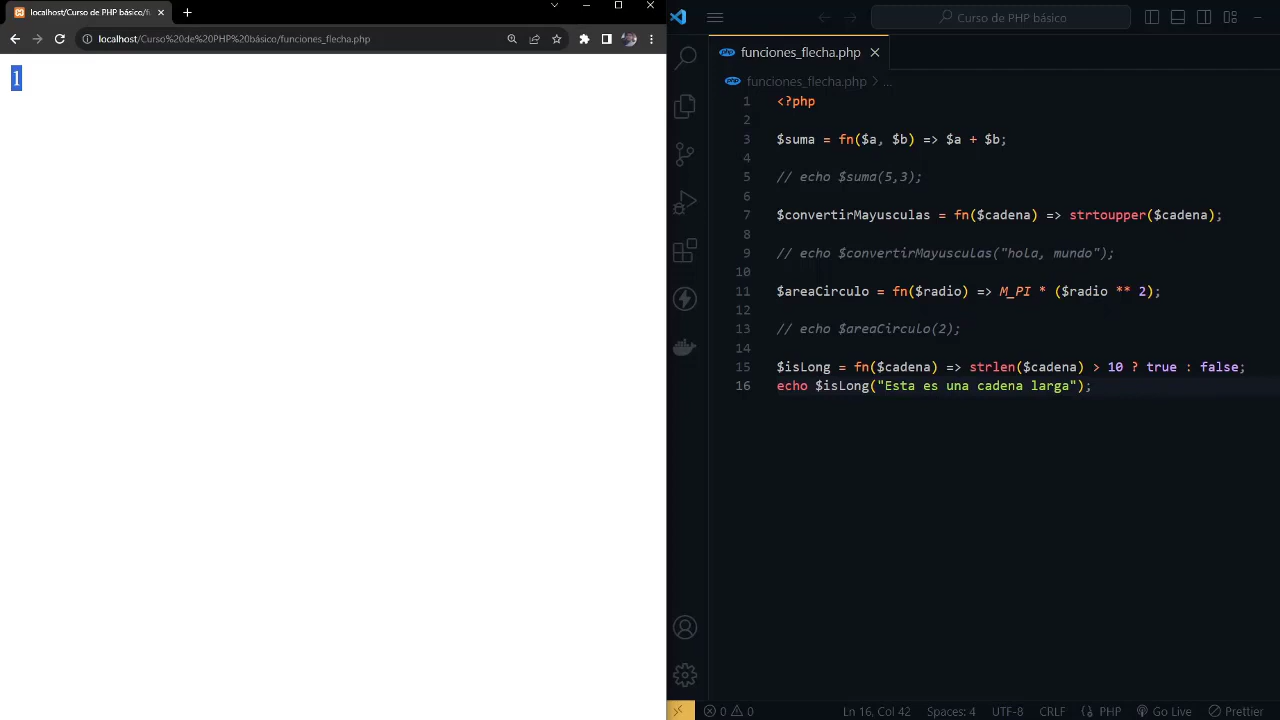 localhost/Curso de PHP básico/f
localhost/Curso%20de%20PHP%20básico/funciones_flecha.php
1
Curso de PHP básico
funciones_flecha.php
funciones_flecha.php > ...
1 <?php
2
3 $suma = fn($a, $b) => $a + $b;
4
5 // echo $suma(5,3);
6
7 $convertirMayusculas = fn($cadena) => strtoupper($cadena);
8
9 // echo $convertirMayusculas("hola, mundo");
10
11 $areaCirculo = fn($radio) => M_PI * ($radio ** 2);
12
13 // echo $areaCirculo(2);
14
15 $isLong = fn($cadena) => strlen($cadena) > 10 ? true : false;
16 echo $isLong("Esta es una cadena larga");
0 0 Ln 16, Col 42 Spaces: 4 UTF-8 CRLF PHP Go Live Prettier